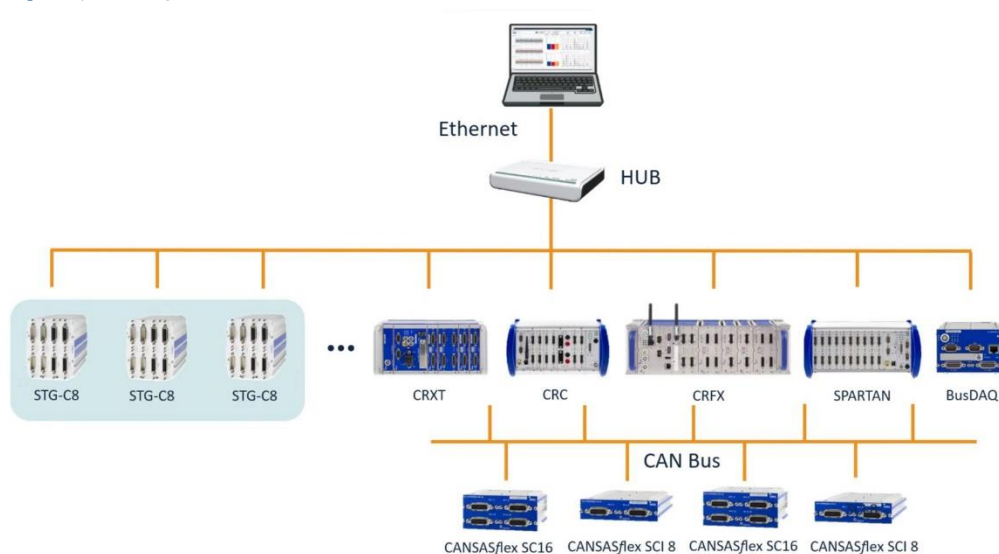 Ethernet
HUB
STG-C8
STG-C8
STG-C8
...
CRXT
CRC
CRFX
SPARTAN
BusDAQ
CAN Bus
CANSASflex SC16
CANSASflex SCI 8
CANSASflex SC16
CANSASflex SCI 8